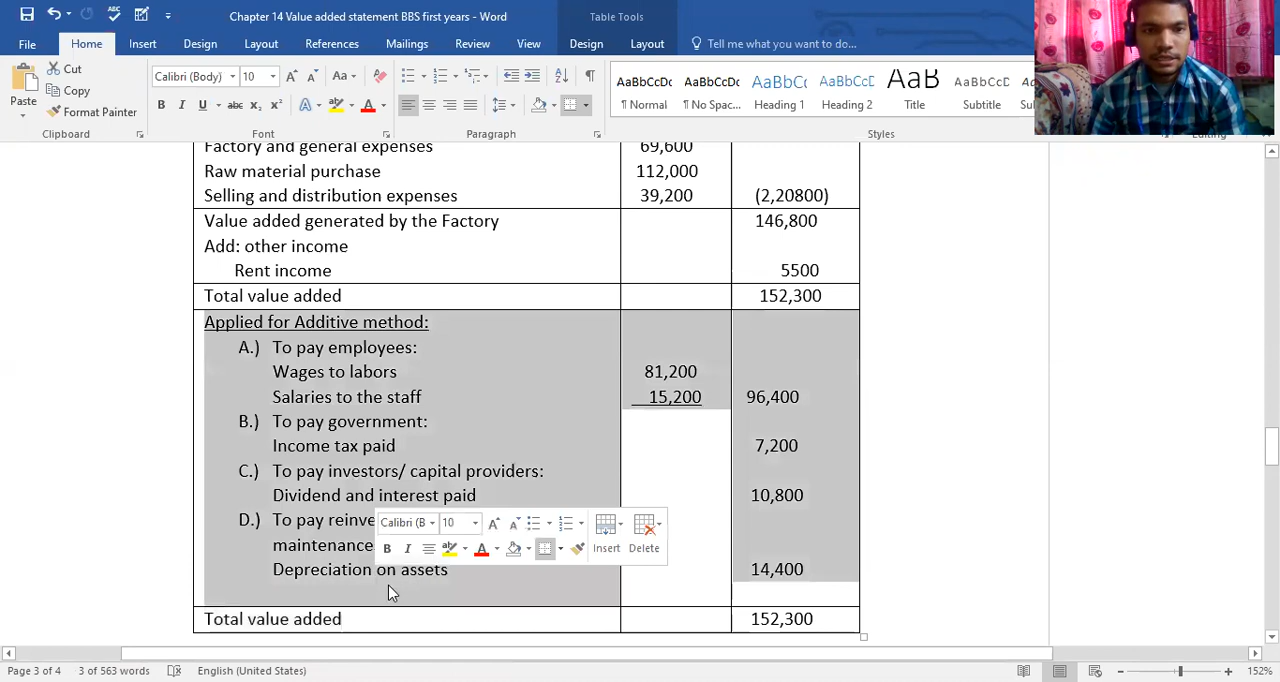 Chapter 14 Value added statement BBS first years - Word
Table Tools
File Home Insert Design Layout References Mailings Review View Design Layout Tell me what you want to do...
Paste
Cut
Copy
Format Painter
Clipboard
Calibri (Body) 10 Aa
B I U abc x₂ x² A A
Font
Paragraph
AaBbCcDc AaBbCcDc AaBbCc AaBbCcD AaB AaBbCcD
¶ Normal ¶ No Spac... Heading 1 Heading 2 Title Subtitle
Styles
Editing
Factory and general expenses 69,600
Raw material purchase 112,000
Selling and distribution expenses 39,200 (2,20800)
Value added generated by the Factory 146,800
Add: other income
Rent income 5500
Total value added 152,300
Applied for Additive method:
A.) To pay employees:
Wages to labors 81,200
Salaries to the staff 15,200 96,400
B.) To pay government:
Income tax paid 7,200
C.) To pay investors/ capital providers:
Dividend and interest paid 10,800
D.) To pay
maintenance
Depreciation on assets 14,400
Calibri (B 10
B I A Insert Delete
Total value added 152,300
Page 3 of 4 3 of 563 words English (United States) 152%